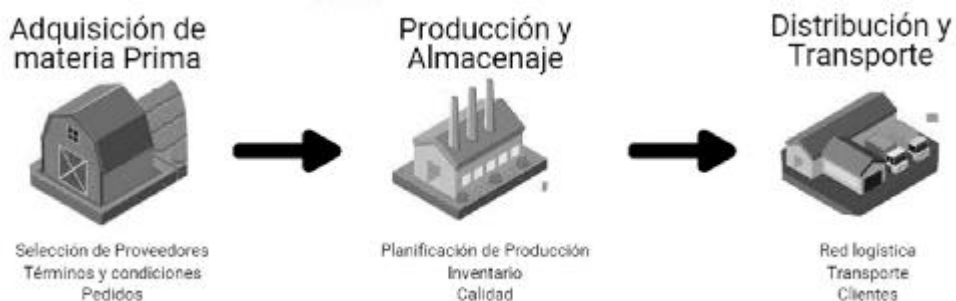 Adquisición de
materia Prima
Selección de Proveedores
Términos y condiciones
Pedidos
Producción y
Almacenaje
Planificación de Producción
Inventario
Calidad
Distribución y
Transporte
Red logística
Transporte
Clientes